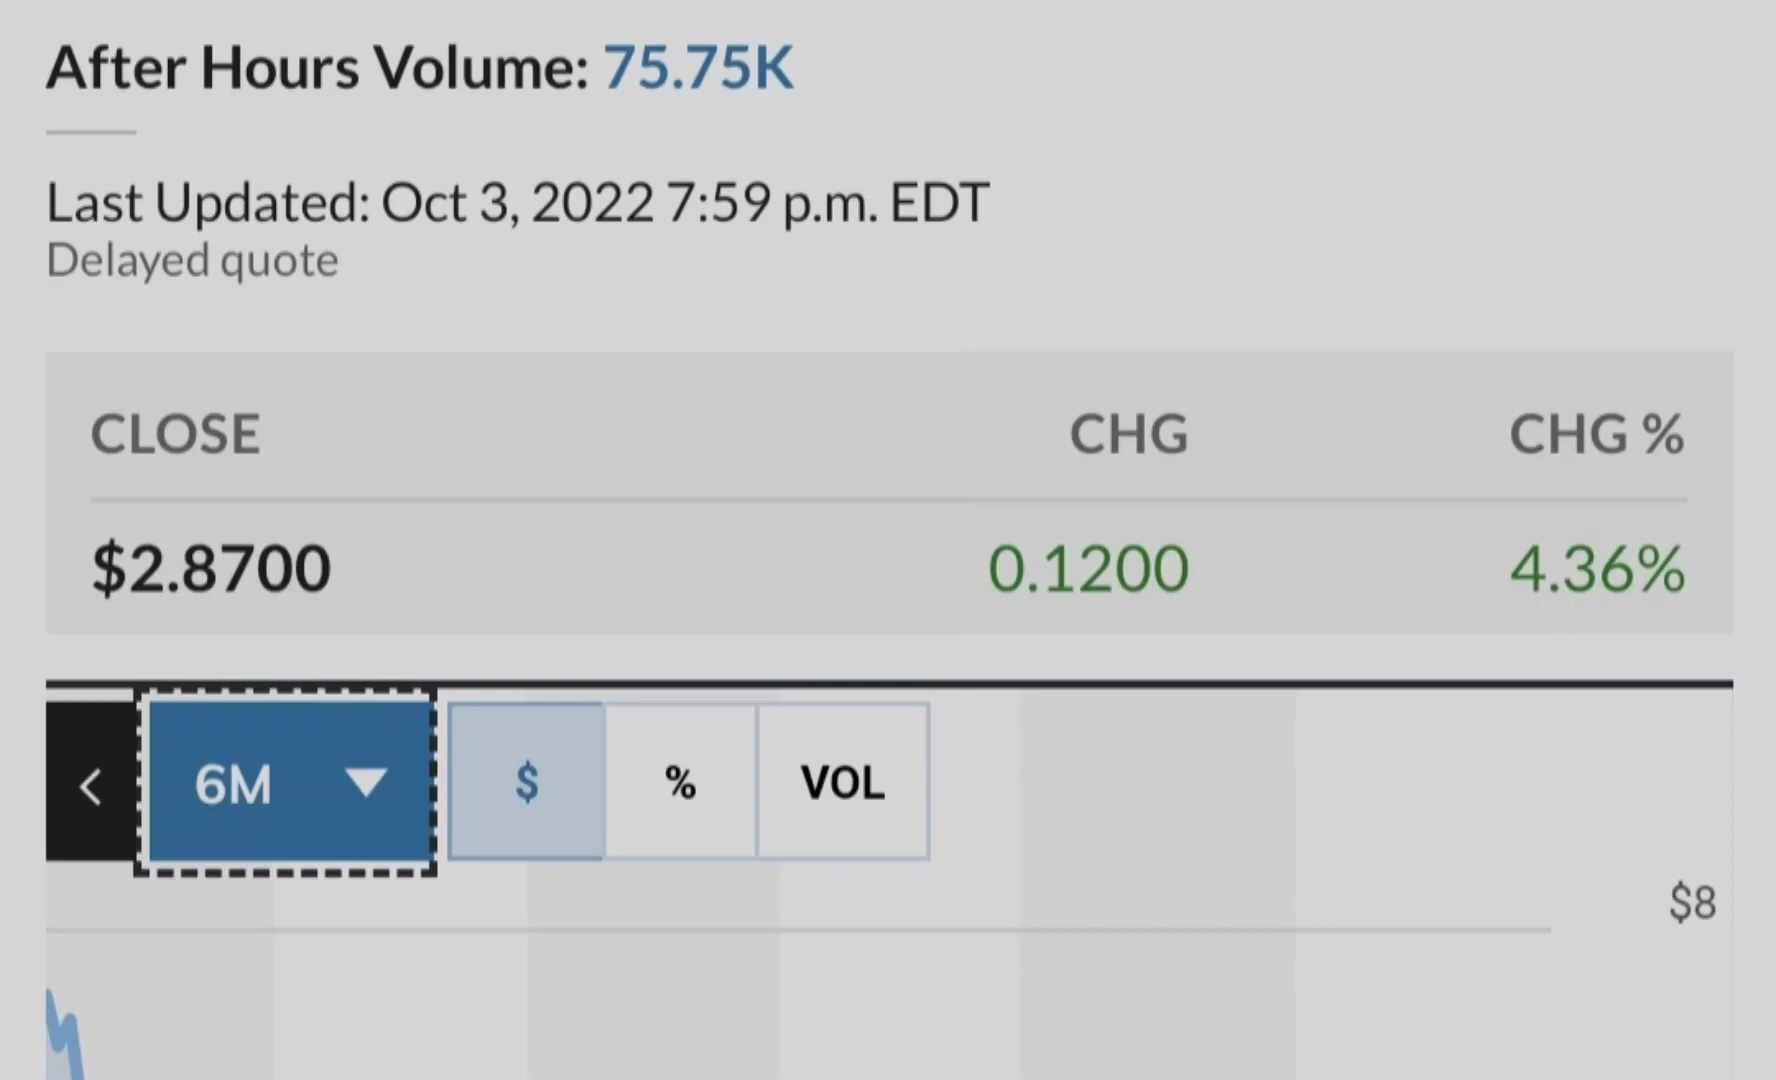 After Hours Volume: 75.75K
Last Updated: Oct 3, 2022 7:59 p.m. EDT
Delayed quote
CLOSE CHG CHG %
$2.8700 0.1200 4.36%
6M $ % VOL
$8